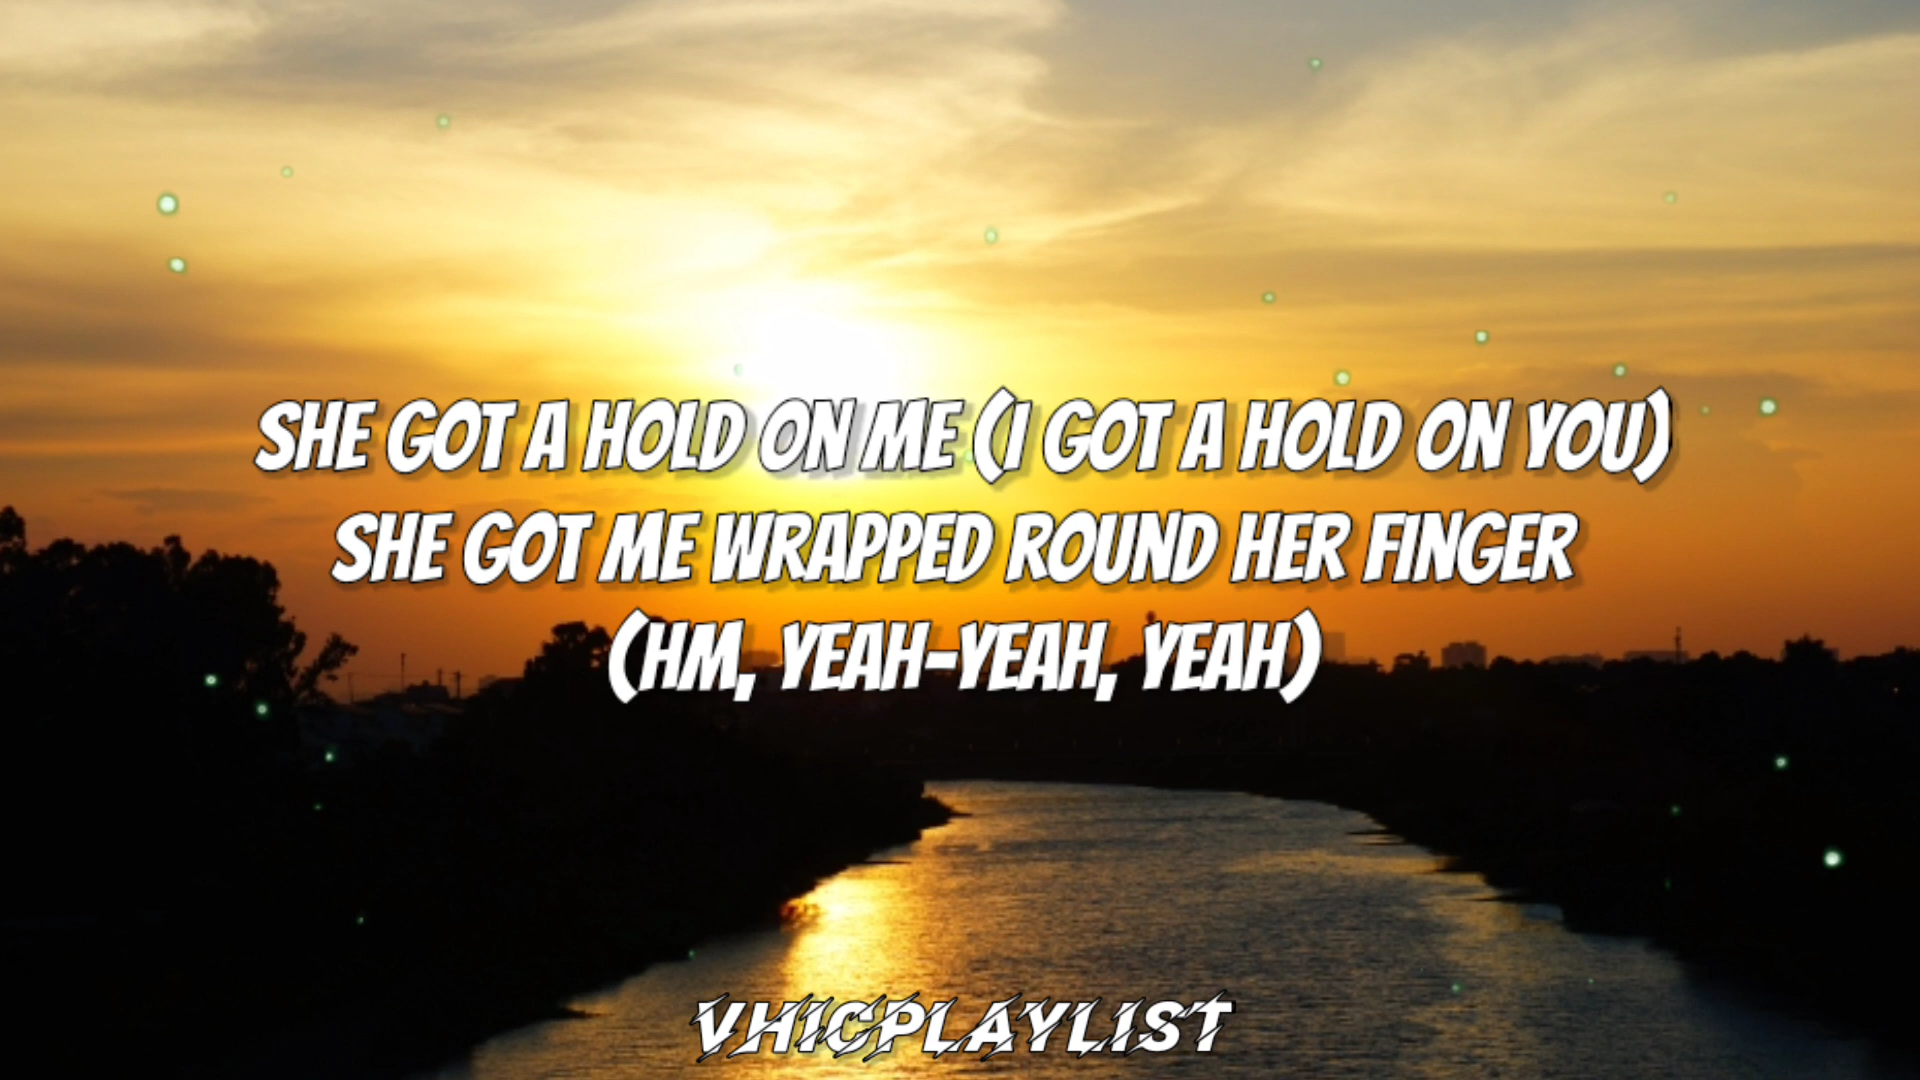 SHE GOT A HOLD ON ME (I GOT A HOLD ON YOU)
SHE GOT ME WRAPPED ROUND HER FINGER
(HM, YEAH-YEAH, YEAH)
VHICPLAYLIST